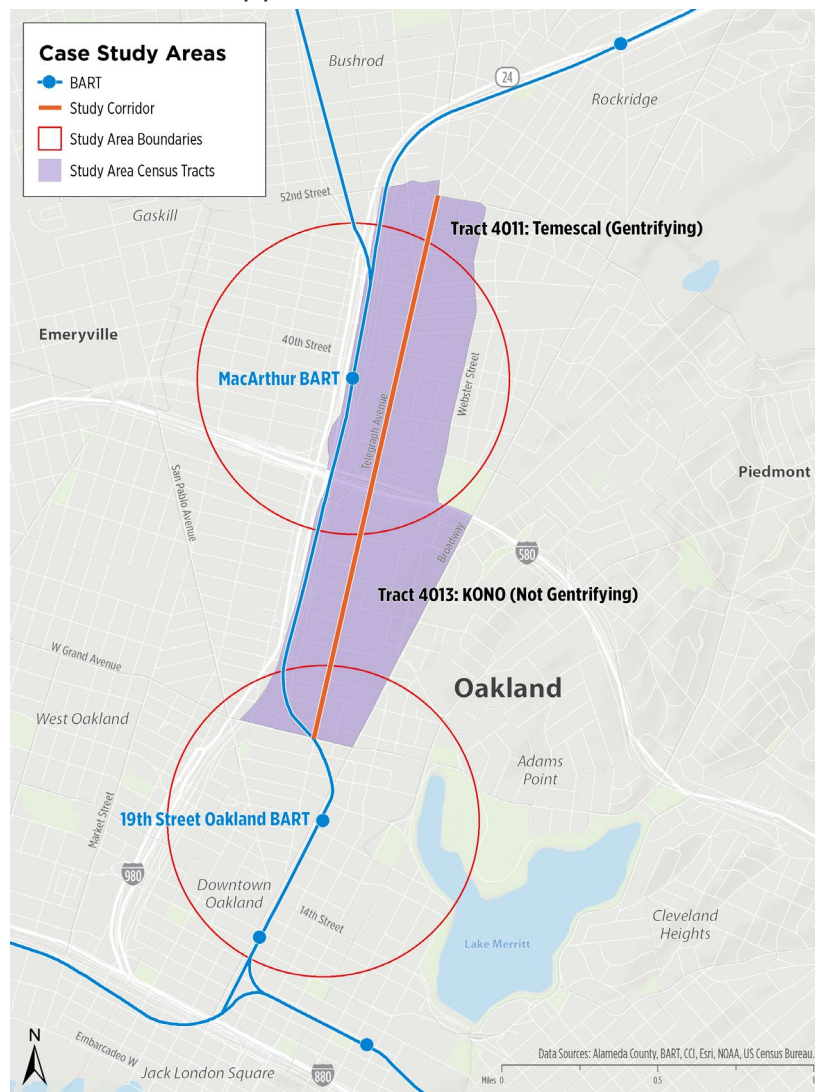 Case Study Areas
BART
Study Corridor
Study Area Boundaries
Study Area Census Tracts
Bushrod
24
Rockridge
52nd Street
Gaskill
Tract 4011: Temescal (Gentrifying)
Emeryville
40th Street
MacArthur BART
Webster Street
Telegraph Avenue
San Pablo Avenue
Piedmont
Broadway
580
Tract 4013: KONO (Not Gentrifying)
W Grand Avenue
Oakland
West Oakland
Adams
Point
Market Street
19th Street Oakland BART
980
Downtown
Oakland
14th Street
Cleveland
Heights
Lake Merritt
N
Embarcadeo W
Jack London Square
880
Data Sources: Alameda County, BART, CCI, Esri, NOAA, US Census Bureau.
Miles 0 0.5 1